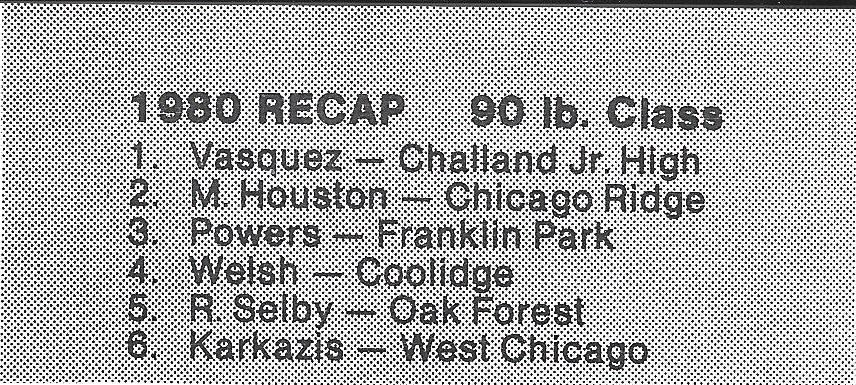 1980 RECAP 90 lb. Class
1. Vasquez — Challand Jr. High
2. M. Houston — Chicago Ridge
3. Powers — Franklin Park
4. Welsh — Coolidge
5. R. Selby — Oak Forest
6. Karkazis — West Chicago